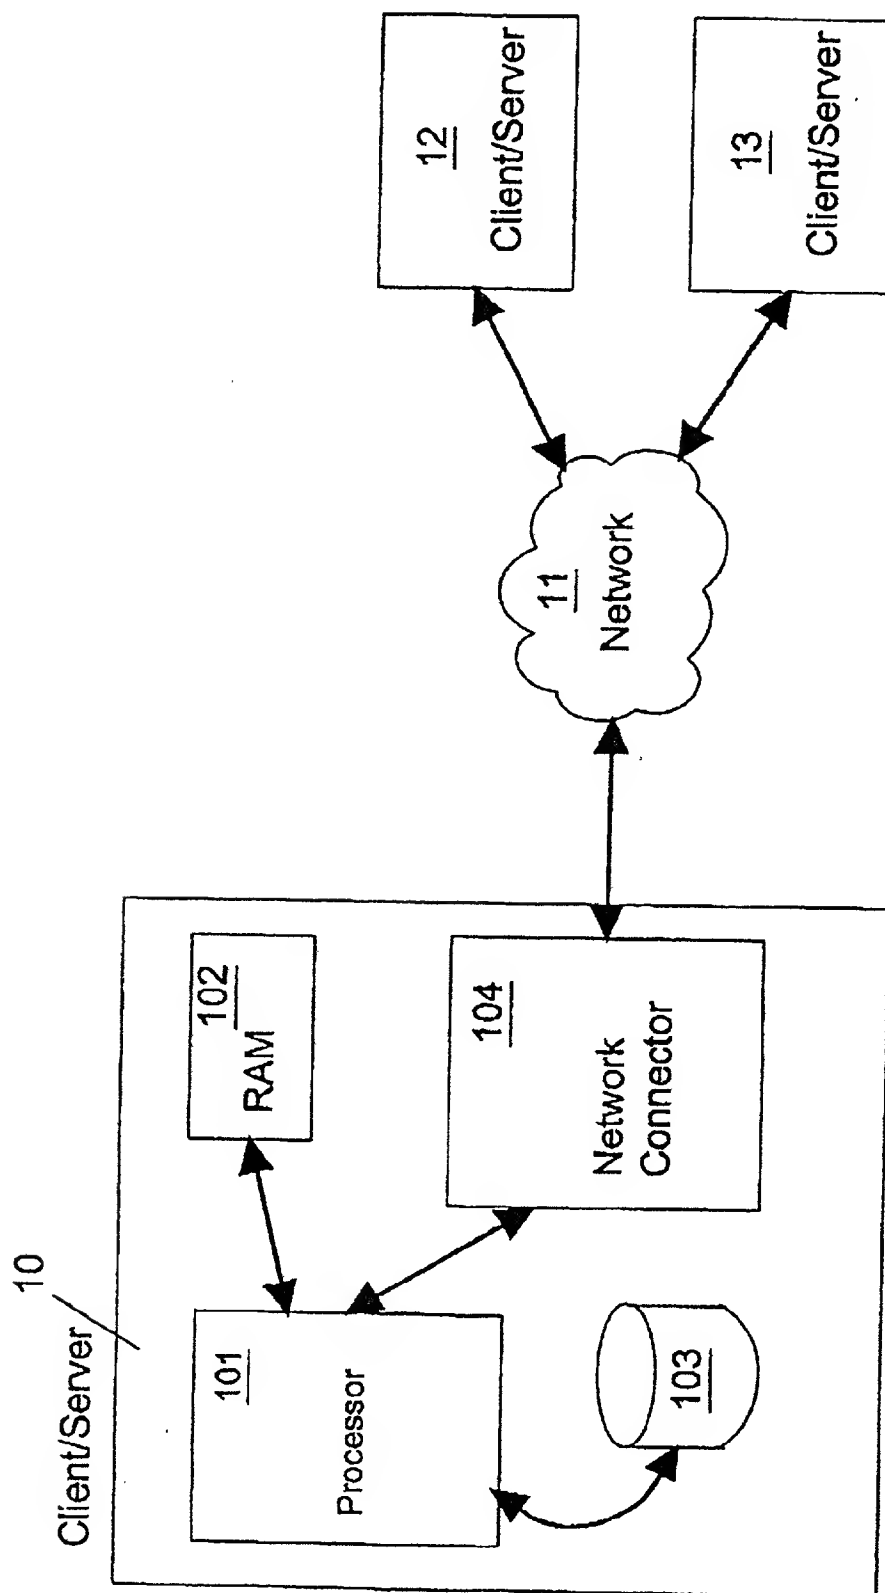 10
Client/Server
101
Processor
102
RAM
103
104
Network
Connector
11
Network
12
Client/Server
13
Client/Server